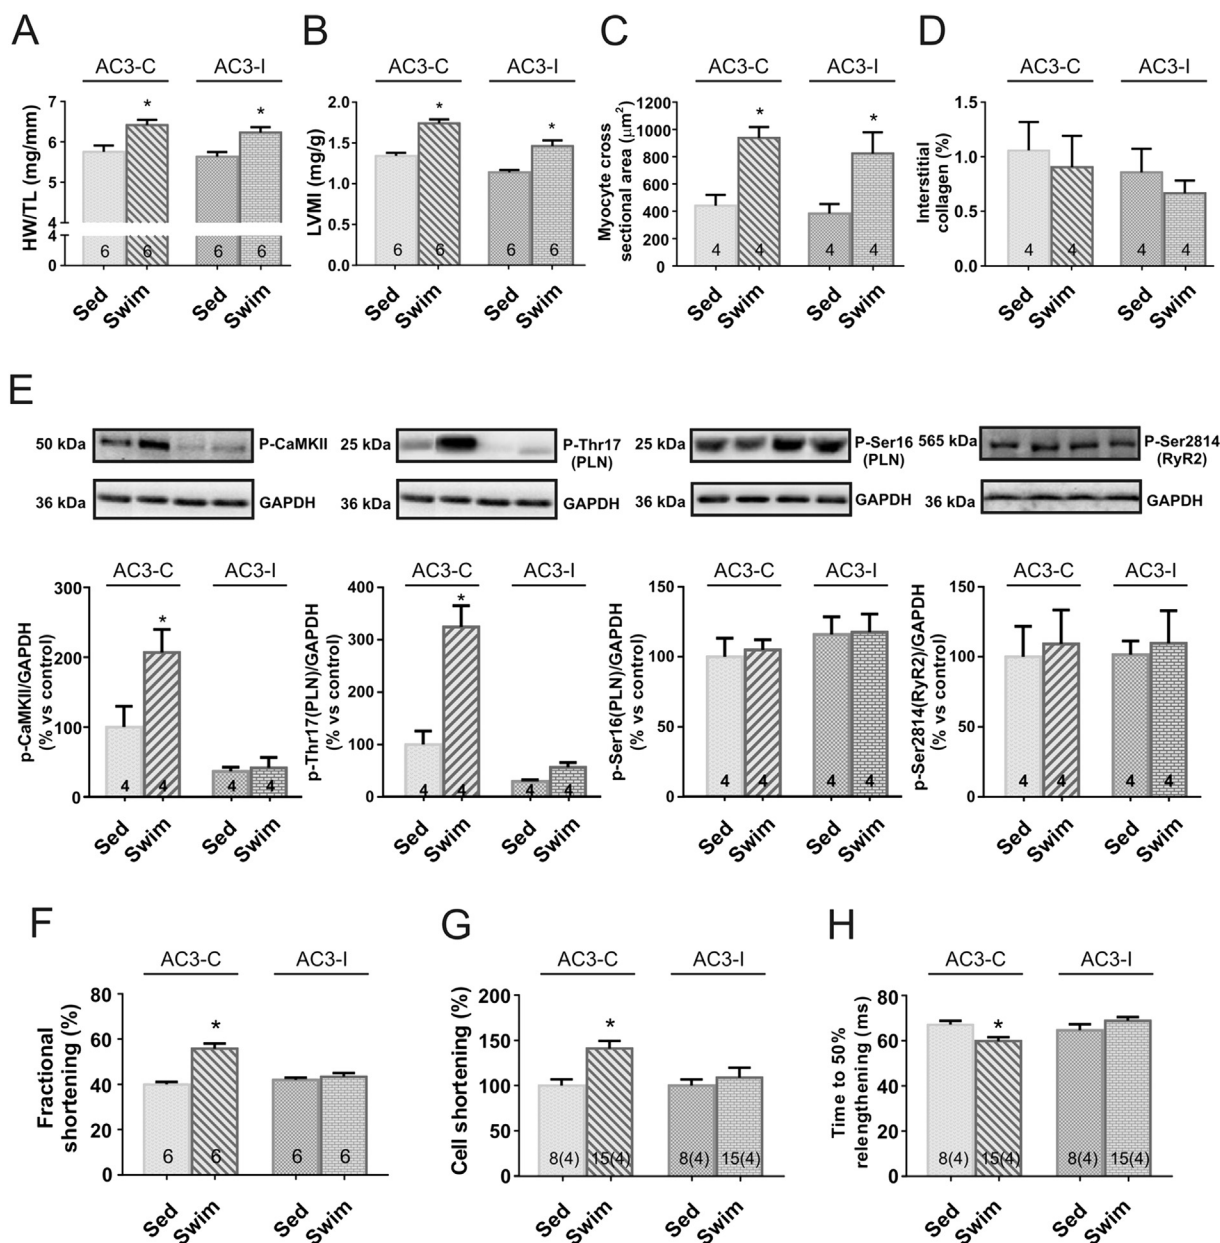 A
B
C
D
AC3-C AC3-I
AC3-C AC3-I
AC3-C AC3-I
AC3-C AC3-I
HW/TL (mg/mm)
7
6
5
4
4
0
6 6 6 6
* *
Sed Swim Sed Swim
LVMI (mg/g)
2.0
1.5
1.0
0.5
0.0
6 6 6 6
* *
Sed Swim Sed Swim
Myocyte cross
sectional area (μm²)
1200
1000
800
600
400
200
0
4 4 4 4
* *
Sed Swim Sed Swim
Interstitial
collagen (%)
1.5
1.0
0.5
0.0
4 4 4 4
Sed Swim Sed Swim
E
50 kDa P-CaMKII
36 kDa GAPDH
25 kDa P-Thr17
(PLN)
36 kDa GAPDH
25 kDa P-Ser16
(PLN)
36 kDa GAPDH
565 kDa P-Ser2814
(RyR2)
36 kDa GAPDH
AC3-C AC3-I
p-CaMKII/GAPDH
(% vs control)
300
200
100
0
*
4 4 4 4
Sed Swim Sed Swim
AC3-C AC3-I
p-Thr17(PLN)/GAPDH
(% vs control)
400
300
200
100
0
*
4 4 4 4
Sed Swim Sed Swim
AC3-C AC3-I
p-Ser16(PLN)/GAPDH
(% vs control)
150
100
50
0
4 4 4 4
Sed Swim Sed Swim
AC3-C AC3-I
p-Ser2814(RyR2)/GAPDH
(% vs control)
150
100
50
0
4 4 4 4
Sed Swim Sed Swim
F
AC3-C AC3-I
Fractional
shortening (%)
80
60
40
20
0
*
6 6 6 6
Sed Swim Sed Swim
G
AC3-C AC3-I
Cell shortening (%)
200
150
100
50
0
*
8(4) 15(4) 8(4) 15(4)
Sed Swim Sed Swim
H
AC3-C AC3-I
Time to 50%
relengthening (ms)
80
60
40
20
0
*
8(4) 15(4) 8(4) 15(4)
Sed Swim Sed Swim